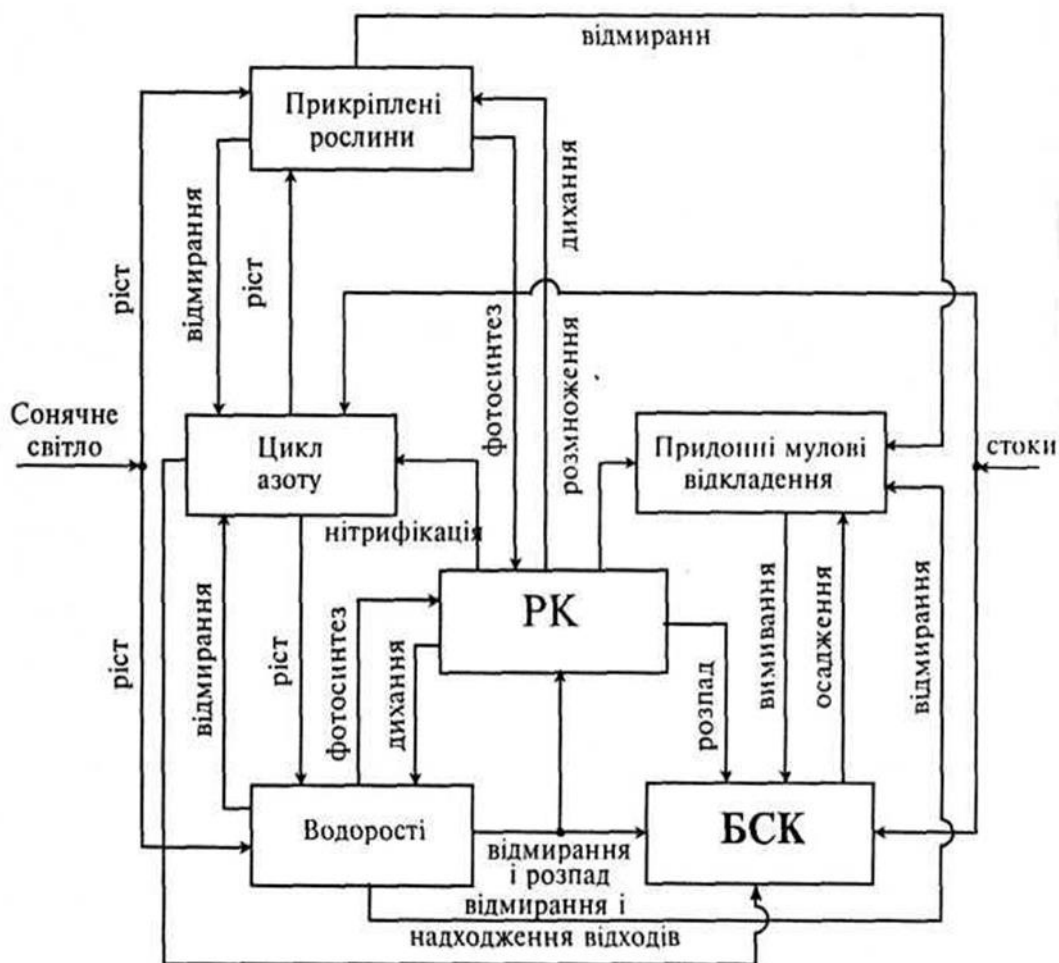 відмиранн
Прикріплені
рослини
ріст
відмирання
ріст
фотосинтез
дихання
розмноження
Сонячне
світло
Цикл
азоту
нітрифікація
Придонні мулові
відкладення
стоки
РК
ріст
відмирання
ріст
фотосинтез
дихання
розпад
вимивання
осадження
відмирання
Водорості
БСК
відмирання
і розпад
відмирання і
надходження відходів